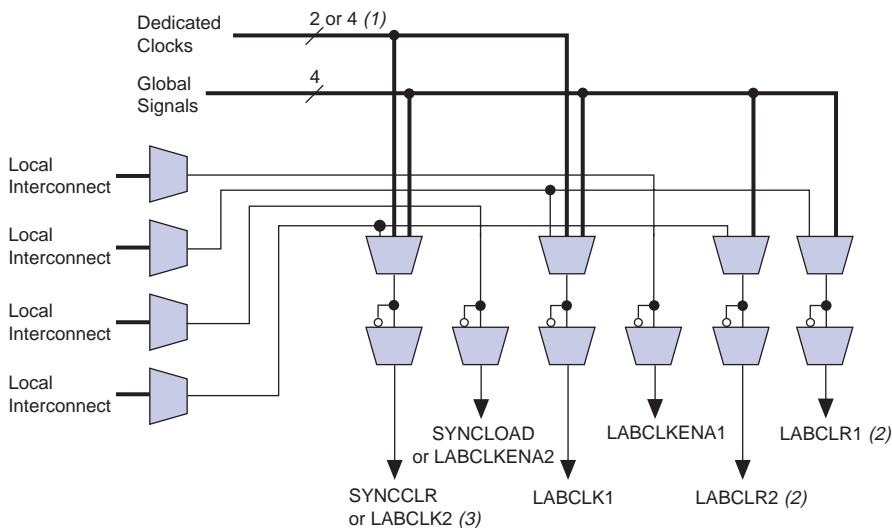 Dedicated
Clocks
2 or 4 (1)
Global
Signals
4
Local
Interconnect
Local
Interconnect
Local
Interconnect
Local
Interconnect
SYNCLOAD
or LABCLKENA2
LABCLKENA1
LABCLR1 (2)
SYNCCLR
or LABCLK2 (3)
LABCLK1
LABCLR2 (2)